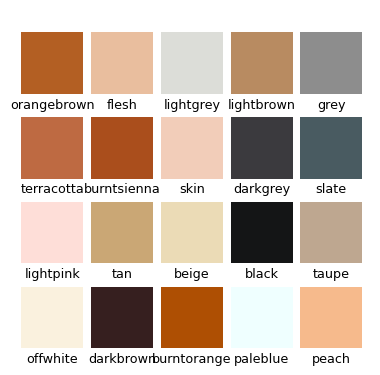 orangebrown flesh lightgrey lightbrown grey
terracotta burntsienna skin darkgrey slate
lightpink tan beige black taupe
offwhite darkbrown burntorange paleblue peach